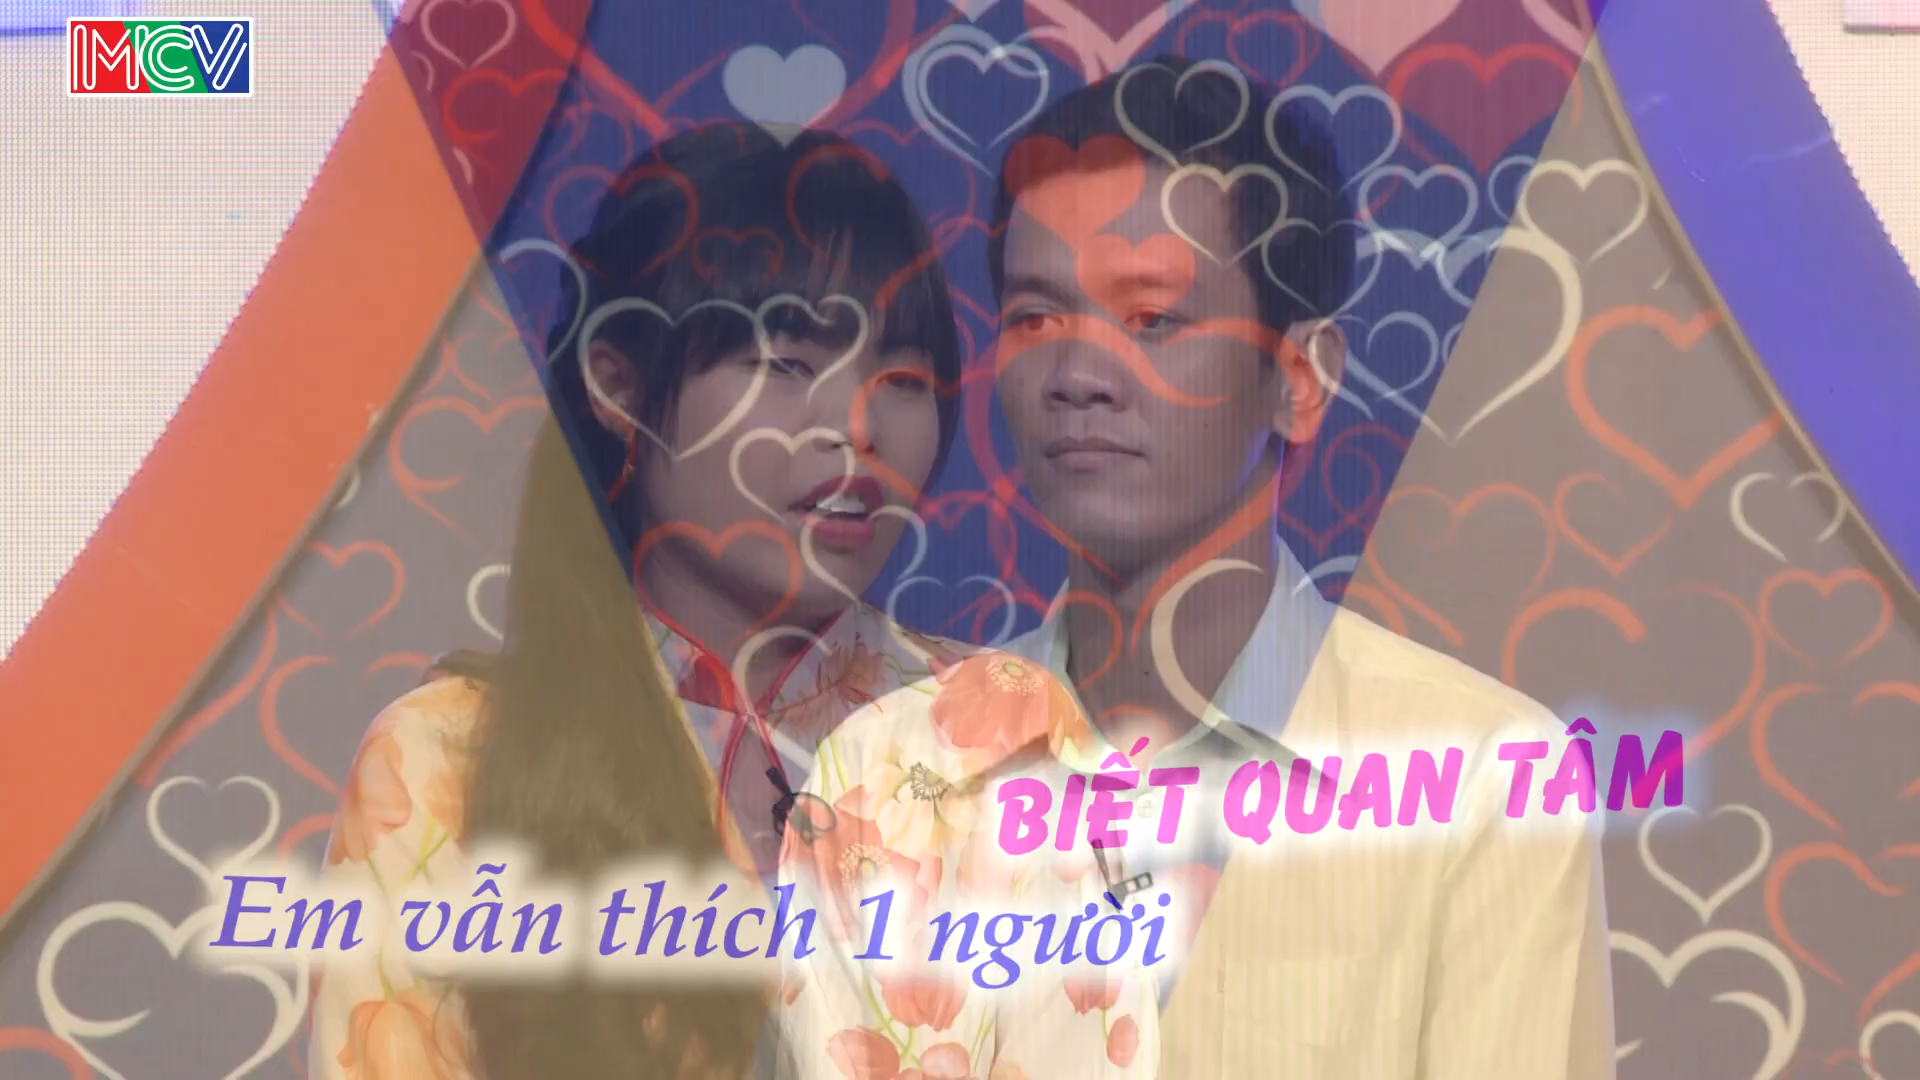 MCV
BIẾT QUAN TÂM
Em vẫn thích 1 người